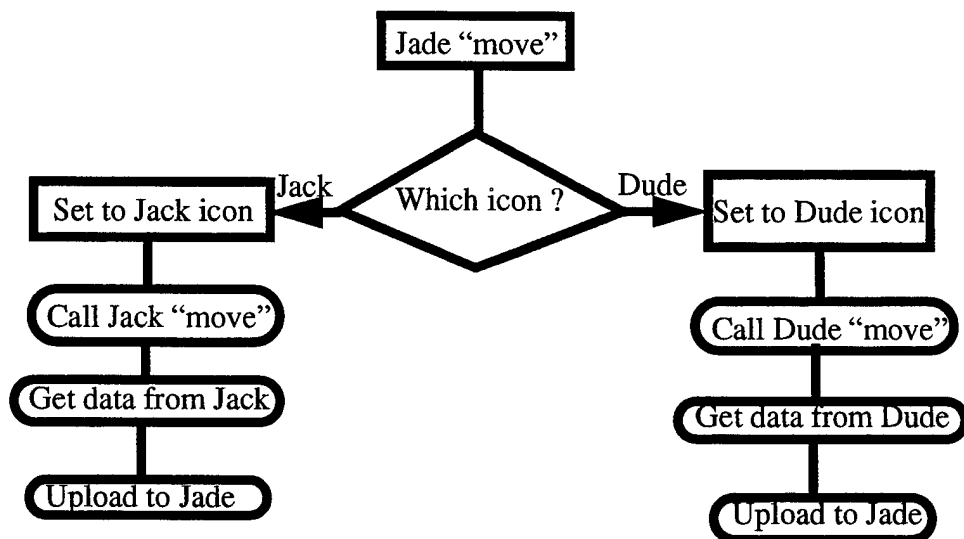 Jade “move”
Which icon ?
Jack
Dude
Set to Jack icon
Call Jack “move”
Get data from Jack
Upload to Jade
Set to Dude icon
Call Dude “move”
Get data from Dude
Upload to Jade